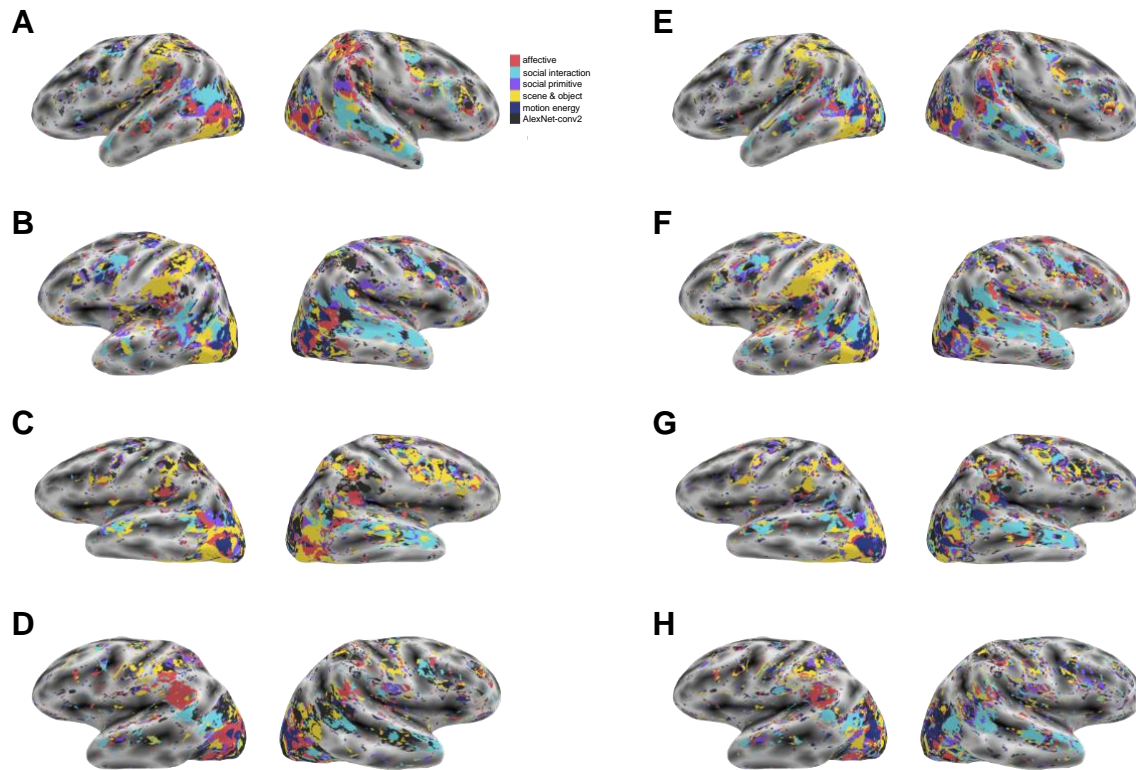 A
E
affective
social interaction
social primitive
scene & object
motion energy
AlexNet-conv2
B
F
C
G
D
H